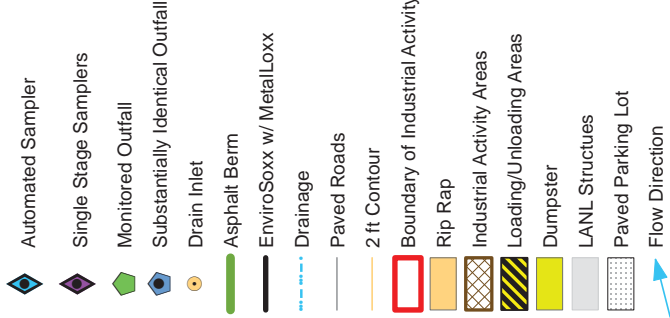 Automated Sampler
Single Stage Samplers
Monitored Outfall
Substantially Identical Outfall
Drain Inlet
Asphalt Berm
EnviroSoxx w/ MetalLoxx
Drainage
Paved Roads
2 ft Contour
Boundary of Industrial Activity
Rip Rap
Industrial Activity Areas
Loading/Unloading Areas
Dumpster
LANL Structues
Paved Parking Lot
Flow Direction